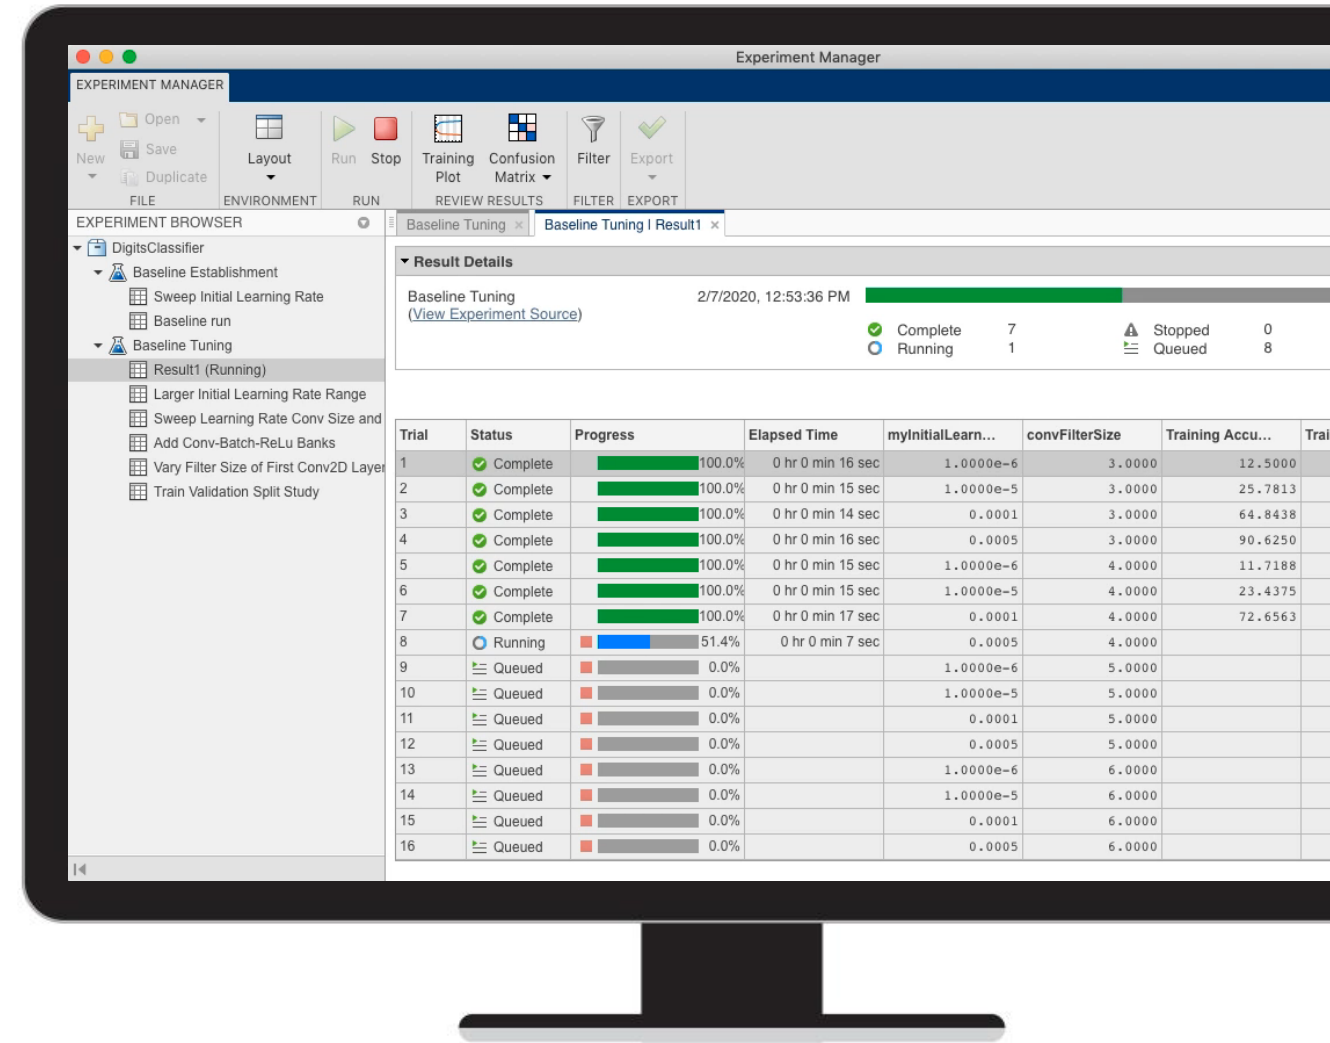 Experiment Manager
EXPERIMENT MANAGER
New
Open
Save
Duplicate
FILE
Layout
ENVIRONMENT
Run
Stop
RUN
Training
Plot
Confusion
Matrix
REVIEW RESULTS
Filter
FILTER
Export
EXPORT
EXPERIMENT BROWSER
DigitsClassifier
Baseline Establishment
Sweep Initial Learning Rate
Baseline run
Baseline Tuning
Result1 (Running)
Larger Initial Learning Rate Range
Sweep Learning Rate Conv Size and
Add Conv-Batch-ReLu Banks
Vary Filter Size of First Conv2D Layer
Train Validation Split Study
Baseline Tuning × Baseline Tuning | Result1 ×
Result Details
Baseline Tuning 2/7/2020, 12:53:36 PM
(View Experiment Source)
Complete 7 Stopped 0
Running 1 Queued 8
Trial Status Progress Elapsed Time myInitialLearn... convFilterSize Training Accu... Trai
1 Complete 100.0% 0 hr 0 min 16 sec 1.0000e-6 3.0000 12.5000
2 Complete 100.0% 0 hr 0 min 15 sec 1.0000e-5 3.0000 25.7813
3 Complete 100.0% 0 hr 0 min 14 sec 0.0001 3.0000 64.8438
4 Complete 100.0% 0 hr 0 min 16 sec 0.0005 3.0000 90.6250
5 Complete 100.0% 0 hr 0 min 15 sec 1.0000e-6 4.0000 11.7188
6 Complete 100.0% 0 hr 0 min 15 sec 1.0000e-5 4.0000 23.4375
7 Complete 100.0% 0 hr 0 min 17 sec 0.0001 4.0000 72.6563
8 Running 51.4% 0 hr 0 min 7 sec 0.0005 4.0000
9 Queued 0.0% 1.0000e-6 5.0000
10 Queued 0.0% 1.0000e-5 5.0000
11 Queued 0.0% 0.0001 5.0000
12 Queued 0.0% 0.0005 5.0000
13 Queued 0.0% 1.0000e-6 6.0000
14 Queued 0.0% 1.0000e-5 6.0000
15 Queued 0.0% 0.0001 6.0000
16 Queued 0.0% 0.0005 6.0000